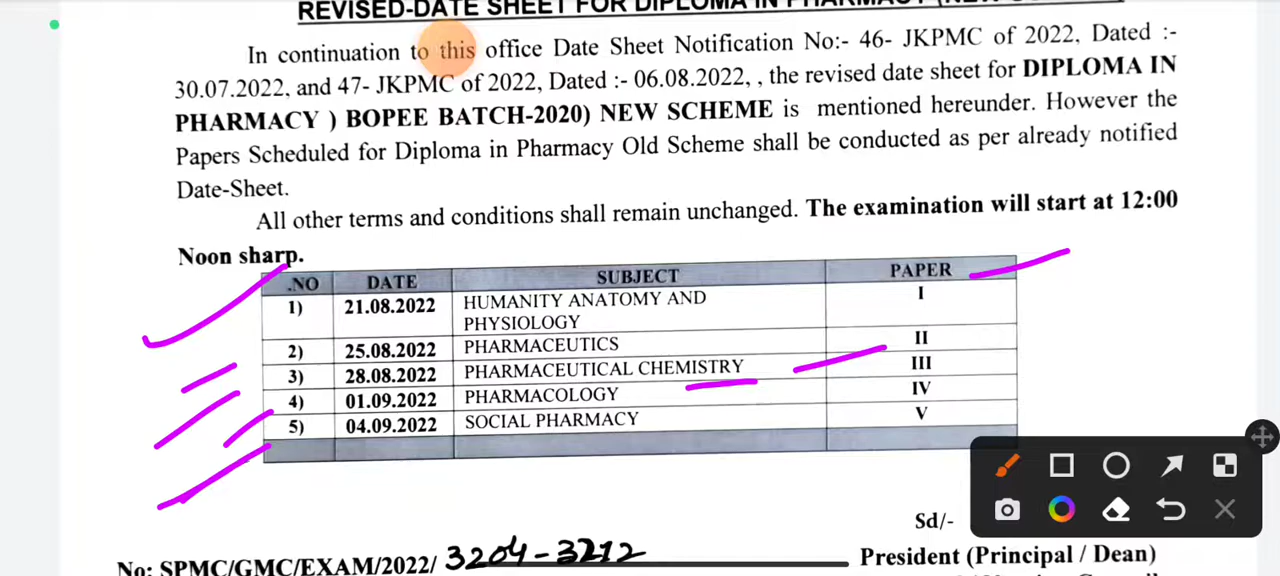 REVISED-DATE SHEET FOR DIPLOMA IN PHARMACY (NEW
In continuation to this office Date Sheet Notification No:- 46- JKPMC of 2022, Dated :-
30.07.2022, and 47- JKPMC of 2022, Dated :- 06.08.2022, , the revised date sheet for DIPLOMA IN
PHARMACY ) BOPEE BATCH-2020) NEW SCHEME is mentioned hereunder. However the
Papers Scheduled for Diploma in Pharmacy Old Scheme shall be conducted as per already notified
Date-Sheet.
All other terms and conditions shall remain unchanged. The examination will start at 12:00
Noon sharp.
.NO DATE SUBJECT PAPER
1) 21.08.2022 HUMANITY ANATOMY AND I
PHYSIOLOGY
2) 25.08.2022 PHARMACEUTICS II
3) 28.08.2022 PHARMACEUTICAL CHEMISTRY III
4) 01.09.2022 PHARMACOLOGY IV
5) 04.09.2022 SOCIAL PHARMACY V
Sd/-
No: SPMC/GMC/EXAM/2022/ 3204-3212
President (Principal / Dean)